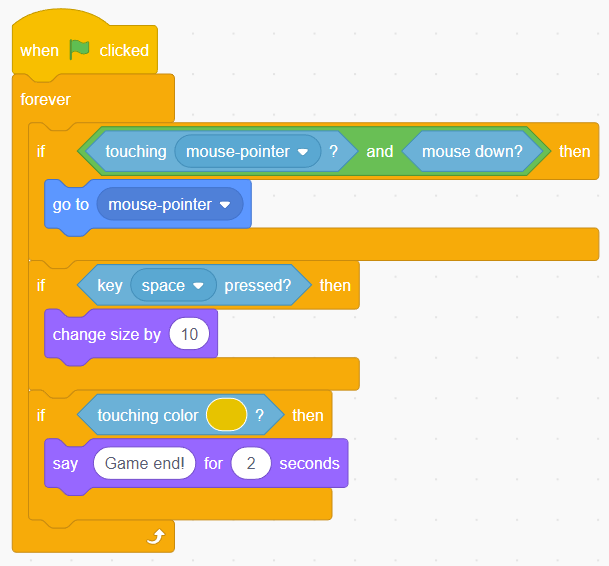 when clicked
forever
if touching mouse-pointer ? and mouse down? then
go to mouse-pointer
if key space pressed? then
change size by 10
if touching color ? then
say Game end! for 2 seconds